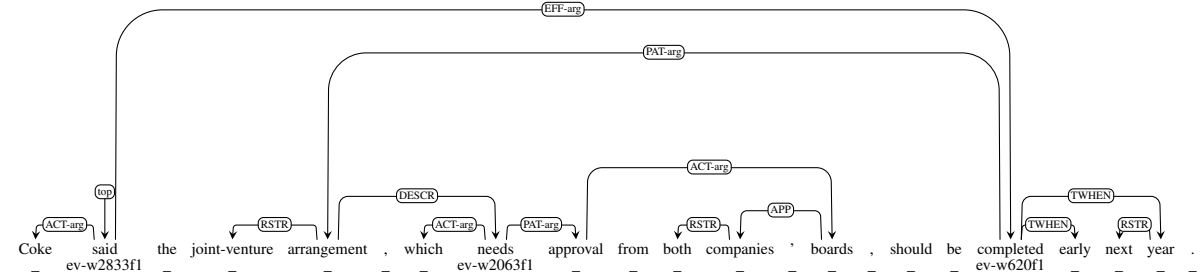 EFF-arg
PAT-arg
ACT-arg
top DESCR TWHEN
APP
ACT-arg RSTR ACT-arg PAT-arg RSTR TWHEN RSTR
Coke said the joint-venture arrangement , which needs approval from both companies ' boards , should be completed early next year .
_ ev-w2833f1 _ _ _ _ _ ev-w2063f1 _ _ _ _ _ _ _ _ _ ev-w620f1 _ _ _ _